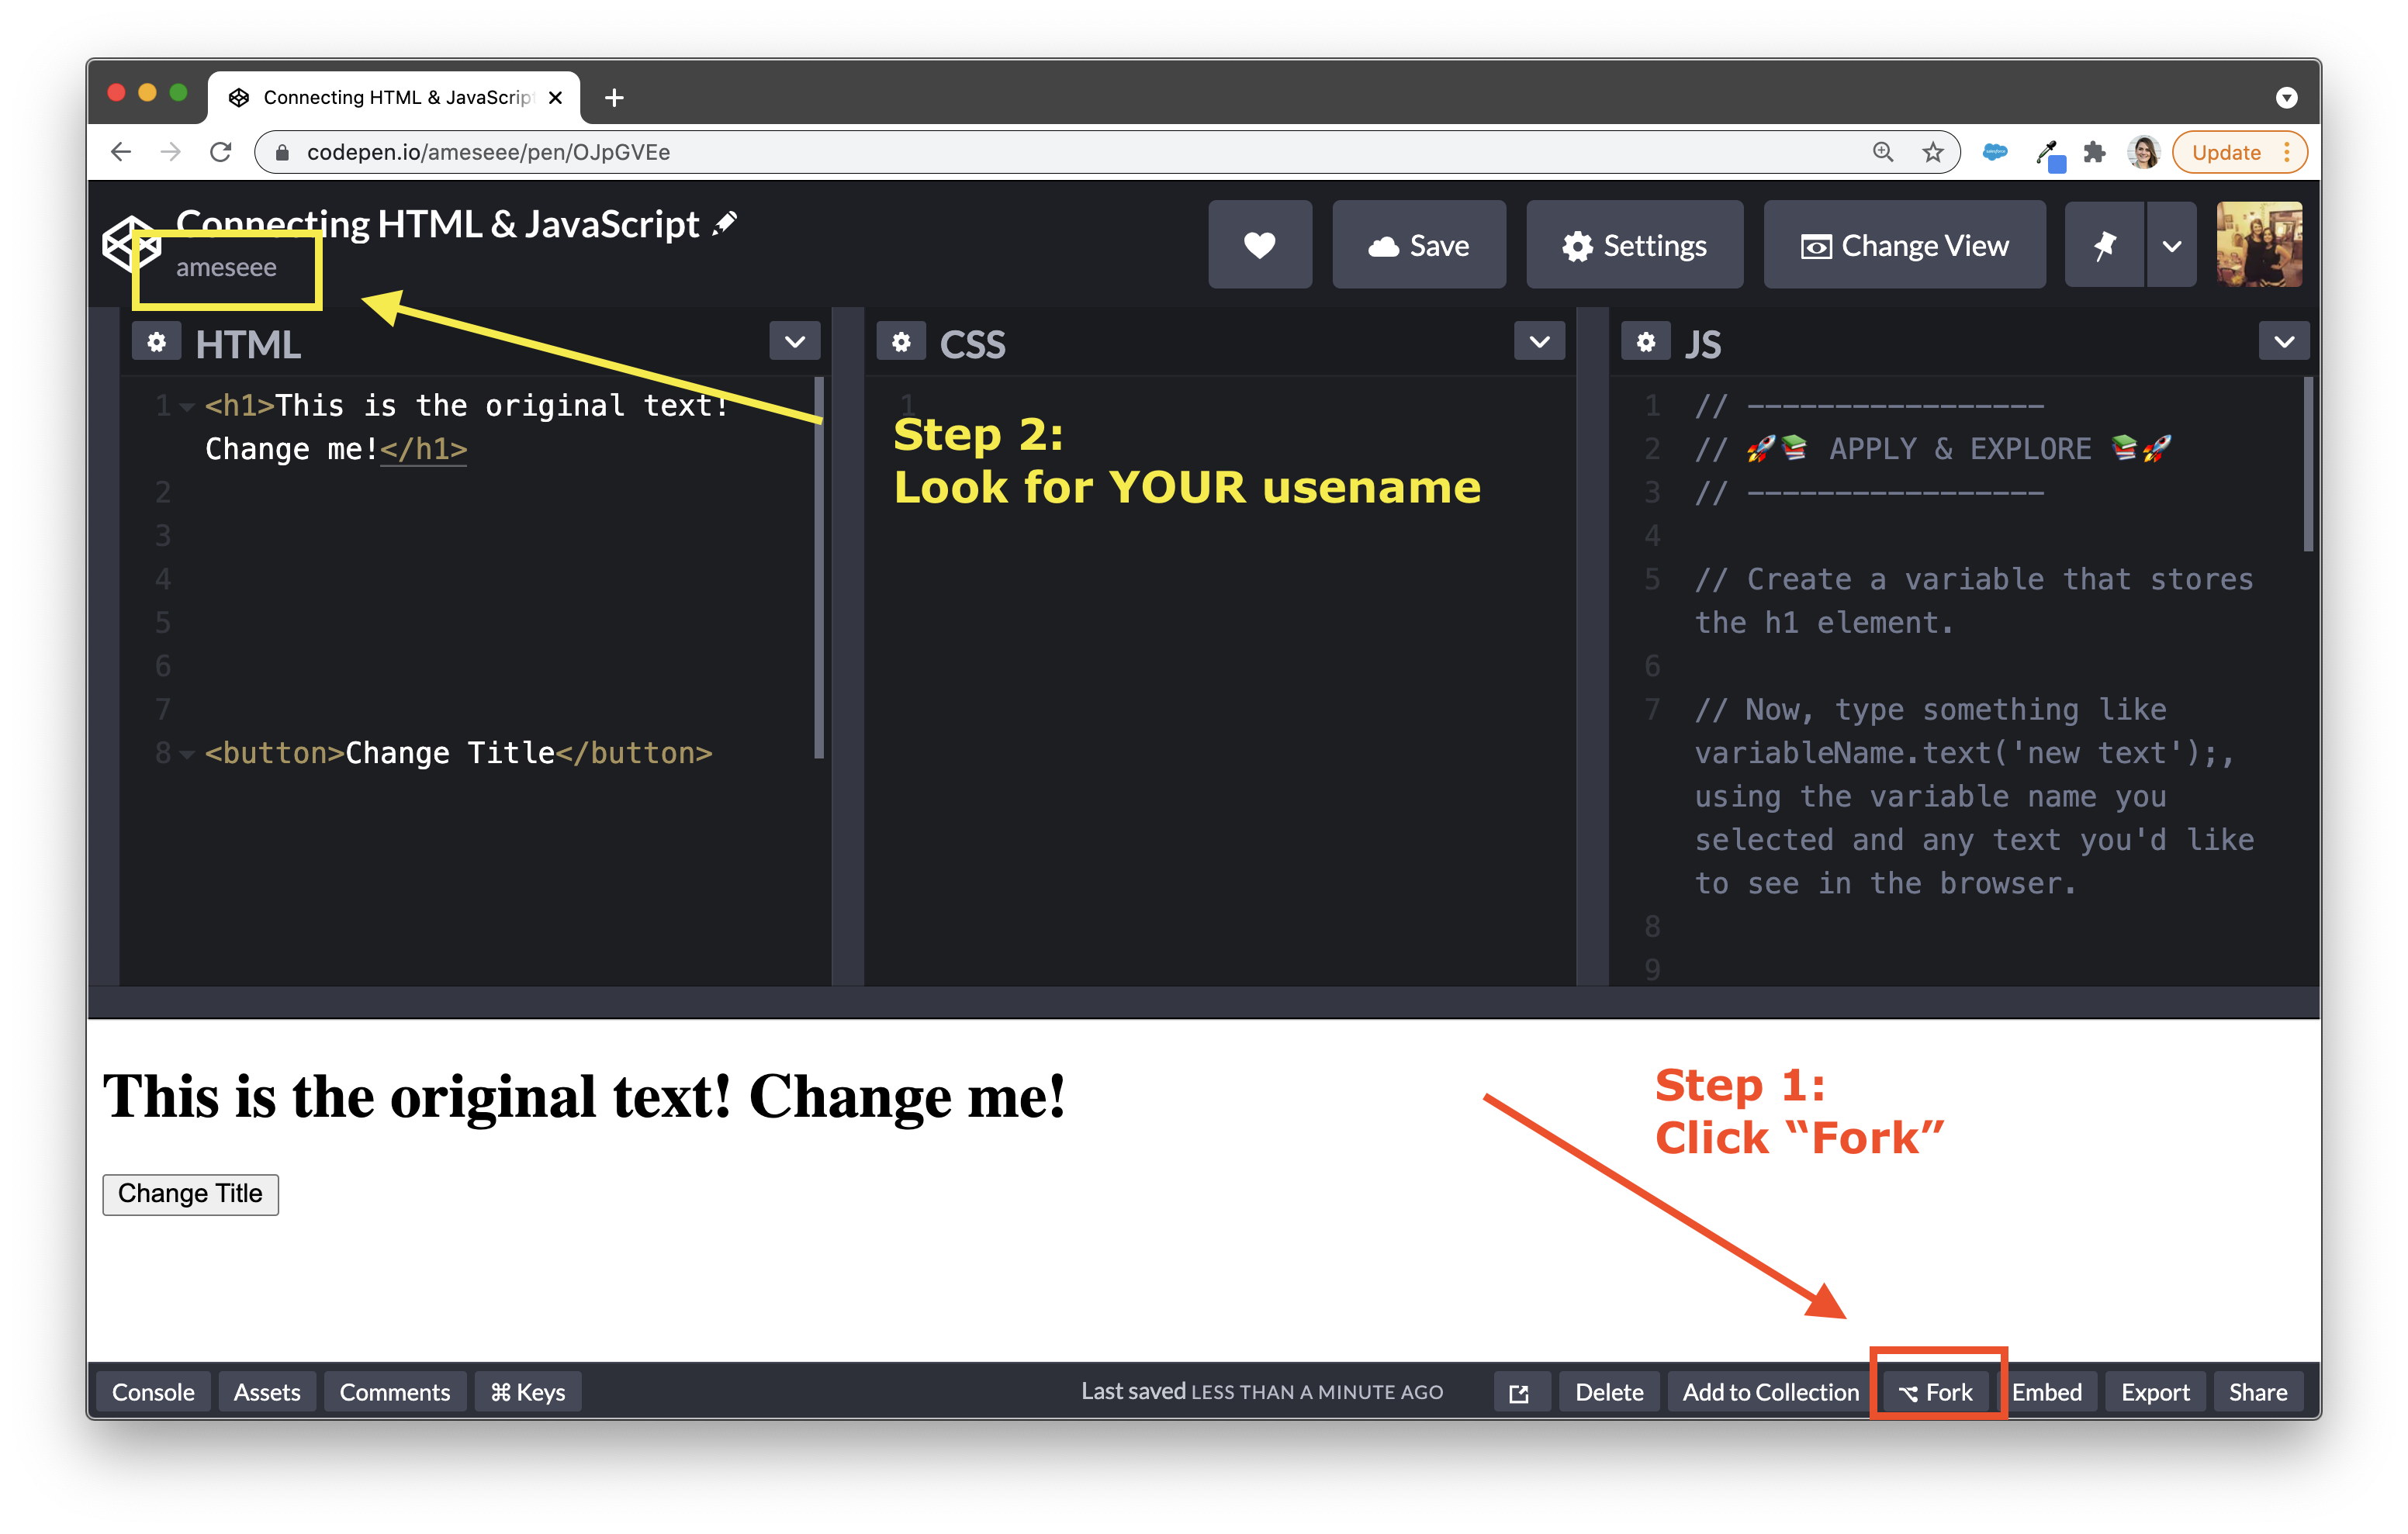 Connecting HTML & JavaScrip
codepen.io/ameseee/pen/OJpGVEe
Update
Connecting HTML & JavaScript
ameseee
Save
Settings
Change View
HTML
1 <h1>This is the original text!
Change me!</h1>
2
3
4
5
6
7
8 <button>Change Title</button>
CSS
1
Step 2:
Look for YOUR usename
JS
1 // -----------------
2 // 🚀📚 APPLY & EXPLORE 📚🚀
3 // -----------------
4
5 // Create a variable that stores
the h1 element.
6
7 // Now, type something like
variableName.text('new text');,
using the variable name you
selected and any text you'd like
to see in the browser.
8
9
This is the original text! Change me!
Change Title
Step 1:
Click “Fork”
Console Assets Comments ⌘ Keys Last saved LESS THAN A MINUTE AGO Delete Add to Collection Fork Embed Export Share